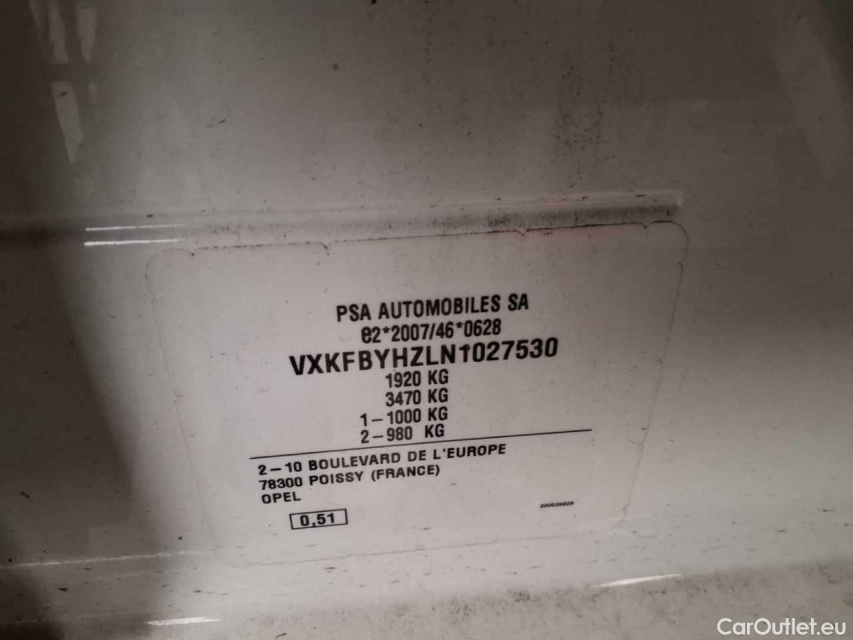 PSA AUTOMOBILES SA
e2*2007/46*0628
VXKFBYHZLN1027530
1920 KG
3470 KG
1-1000 KG
2-980 KG
2-10 BOULEVARD DE L'EUROPE
78300 POISSY (FRANCE)
OPEL
0,51
CarOutlet.eu